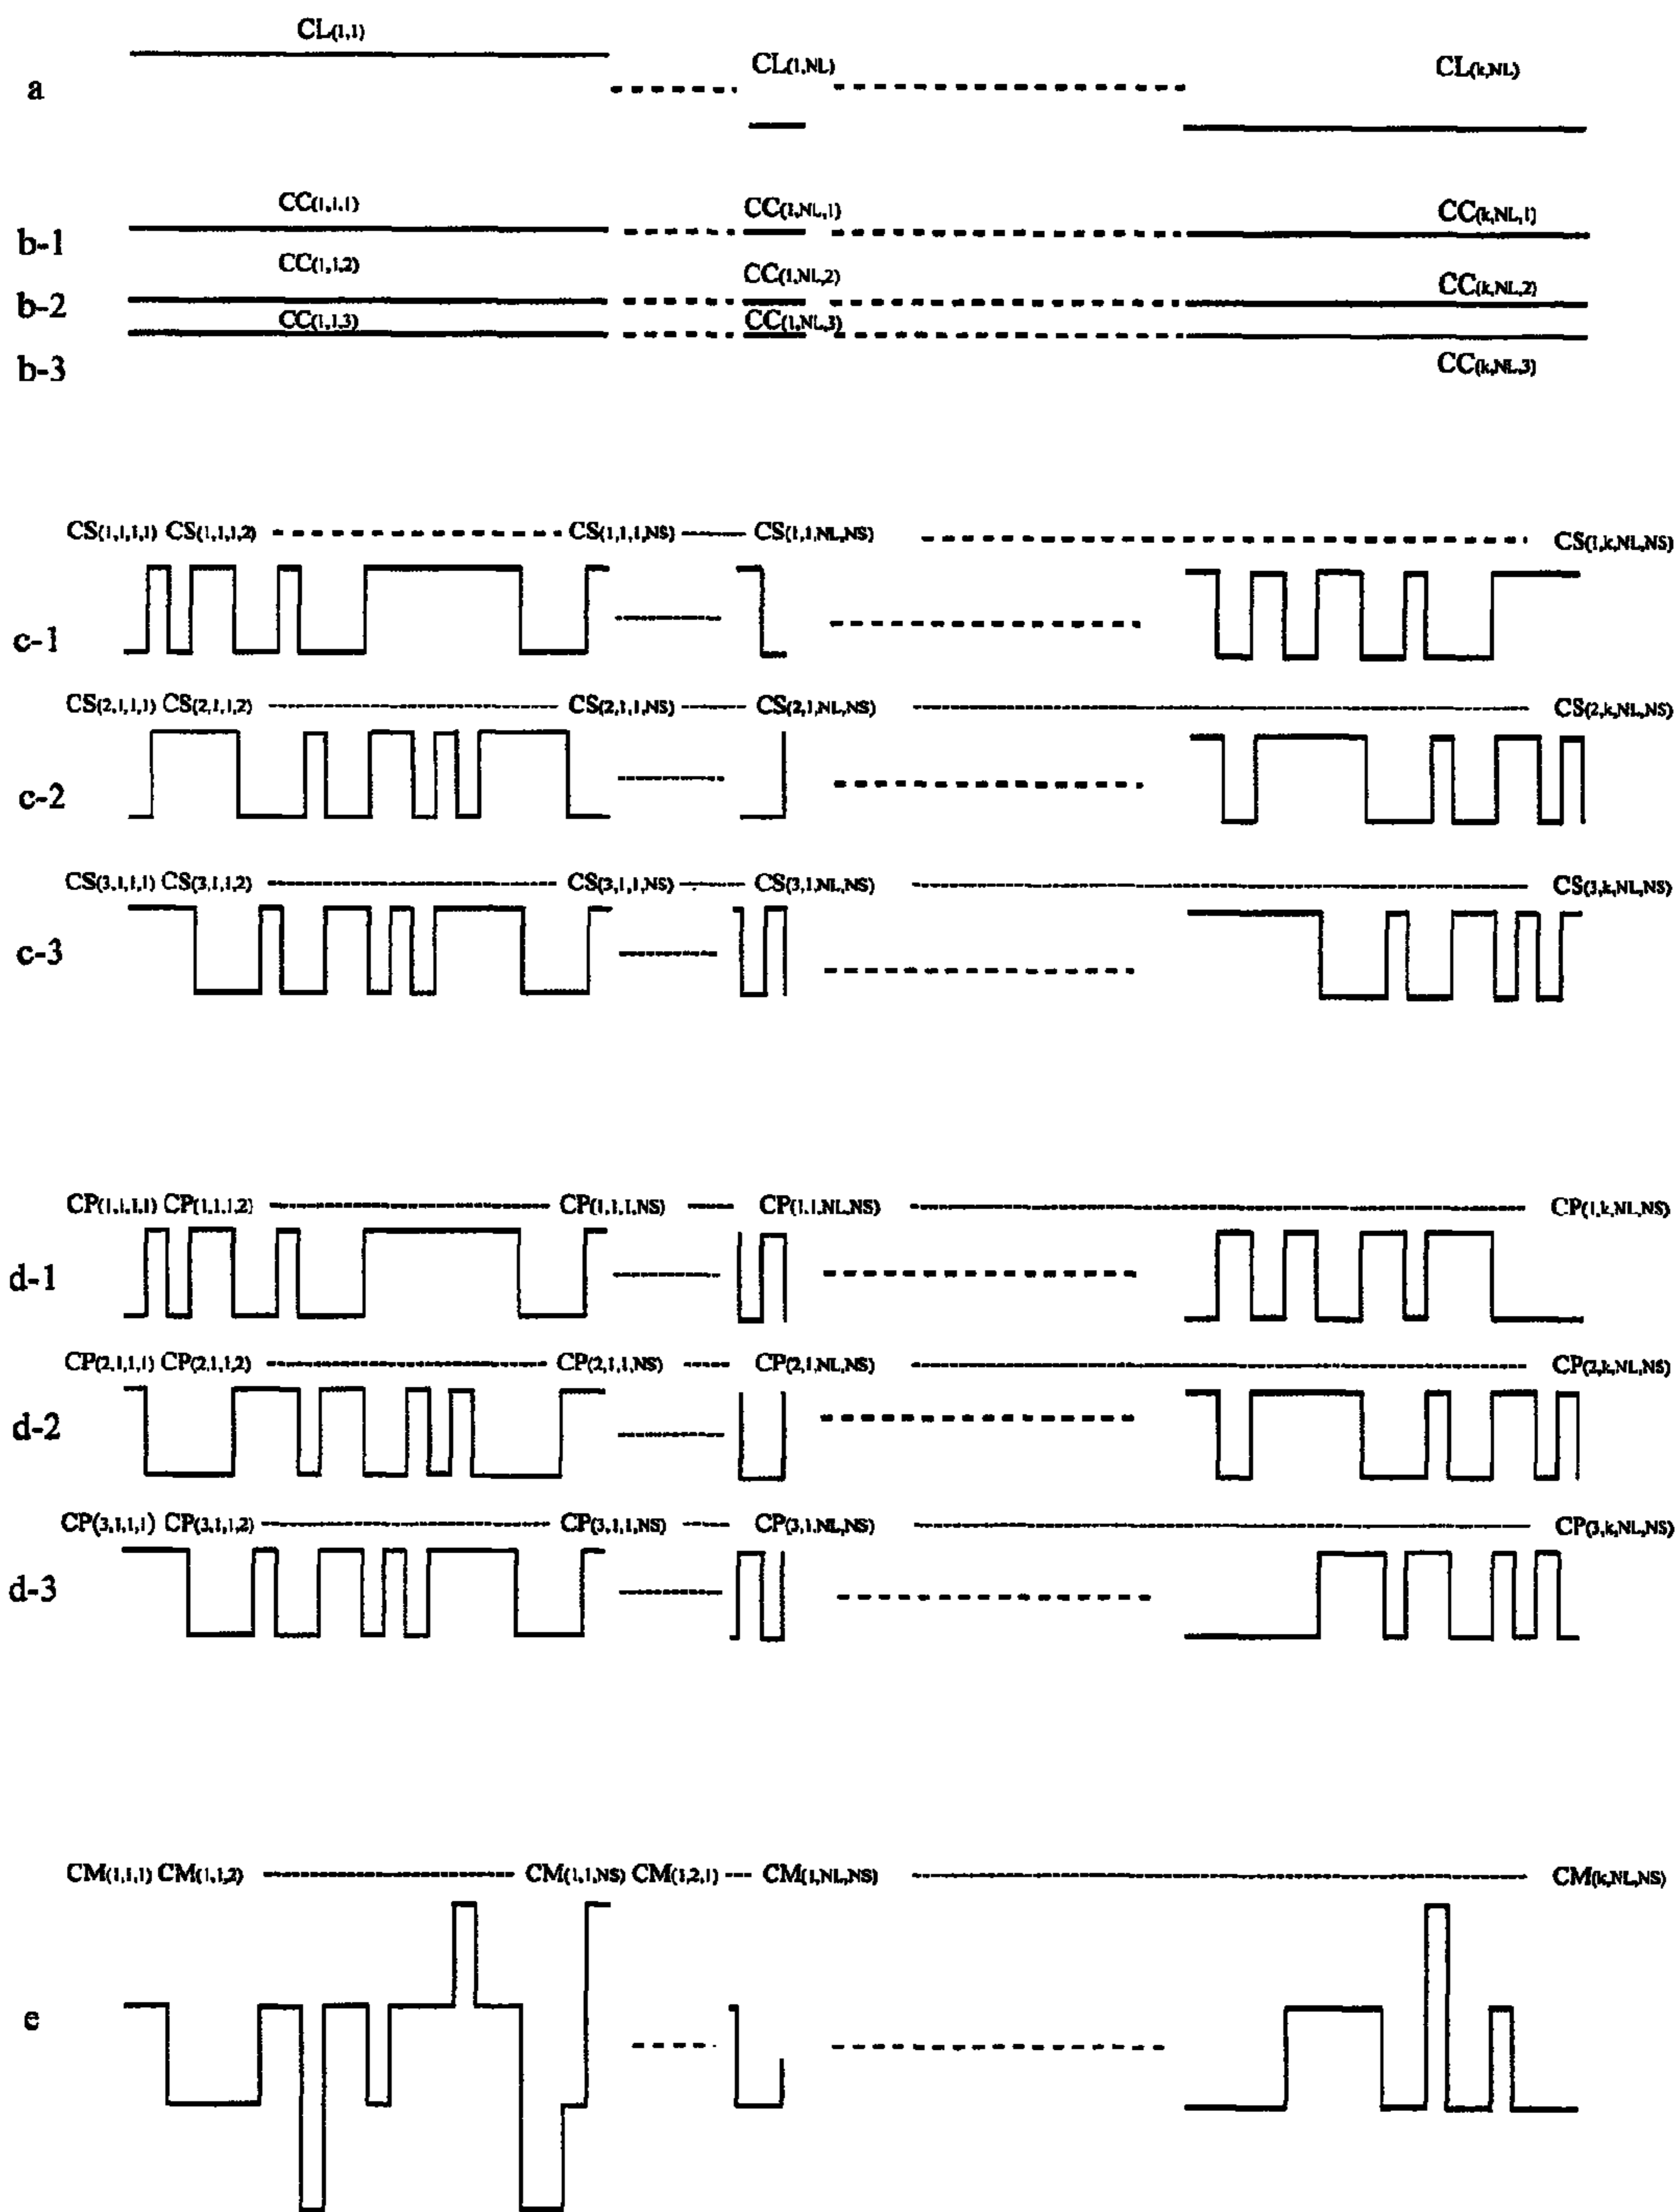 CL(1,1)
a CL(1,NL) CL(k,NL)
CC(1,1,1) CC(1,NL,1) CC(k,NL,1)
b-1
CC(1,1,2) CC(1,NL,2) CC(k,NL,2)
b-2
CC(1,1,3) CC(1,NL,3)
b-3 CC(k,NL,3)
CS(1,1,1,1) CS(1,1,1,2) CS(1,1,1,NS) CS(1,1,NL,NS) CS(1,k,NL,NS)
c-1
CS(2,1,1,1) CS(2,1,1,2) CS(2,1,1,NS) CS(2,1,NL,NS) CS(2,k,NL,NS)
c-2
CS(3,1,1,1) CS(3,1,1,2) CS(3,1,1,NS) CS(3,1,NL,NS) CS(3,k,NL,NS)
c-3
CP(1,1,1,1) CP(1,1,1,2) CP(1,1,1,NS) CP(1,1,NL,NS) CP(1,k,NL,NS)
d-1
CP(2,1,1,1) CP(2,1,1,2) CP(2,1,1,NS) CP(2,1,NL,NS) CP(2,k,NL,NS)
d-2
CP(3,1,1,1) CP(3,1,1,2) CP(3,1,1,NS) CP(3,1,NL,NS) CP(3,k,NL,NS)
d-3
CM(1,1,1) CM(1,1,2) CM(1,1,NS) CM(1,2,1) CM(1,NL,NS) CM(k,NL,NS)
e